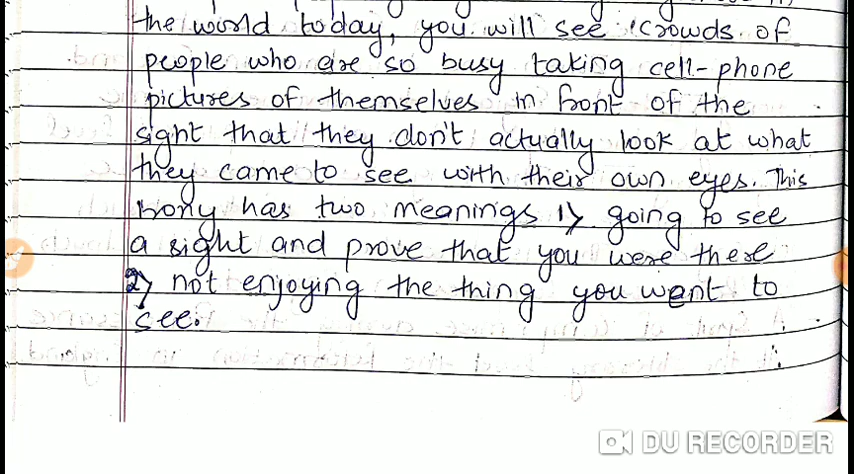 the world today, you will see crowds of
people who are so busy taking cell-phone
pictures of themselves in front of the
sight that they don't actually look at what
they came to see with their own eyes. This
irony has two meanings 1> going to see
a sight and prove that you were there
2> not enjoying the thing you went to
see.
DU RECORDER